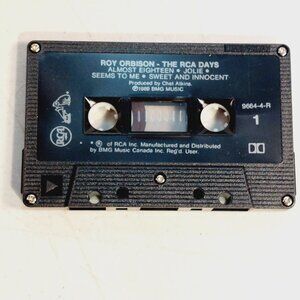 ROY ORBISON - THE RCA DAYS
ALMOST EIGHTEEN • JOLIE •
SEEMS TO ME • SWEET AND INNOCENT
Produced by Chet Atkins.
℗1989 BMG MUSIC
RCA
9664-4-R
1
® of RCA Inc. Manufactured and Distributed
by BMG Music Canada Inc. Reg'd. User.